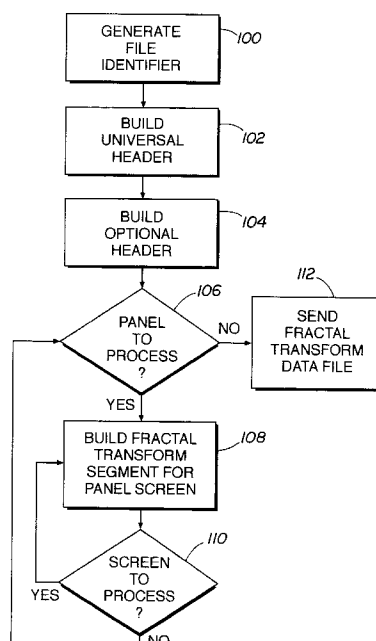 GENERATE
FILE
IDENTIFIER
100
BUILD
UNIVERSAL
HEADER
102
BUILD
OPTIONAL
HEADER
104
106
PANEL
TO
PROCESS
?
NO
112
SEND
FRACTAL
TRANSFORM
DATA FILE
YES
BUILD FRACTAL
TRANSFORM
SEGMENT FOR
PANEL SCREEN
108
110
SCREEN
TO
PROCESS
?
YES
NO